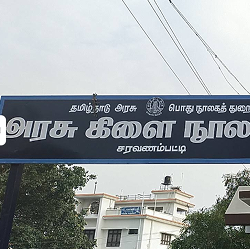 தமிழ்நாடு அரசு பொது நூலகத் துறை
அரசு கிளை நூல
சரவணம்பட்டி